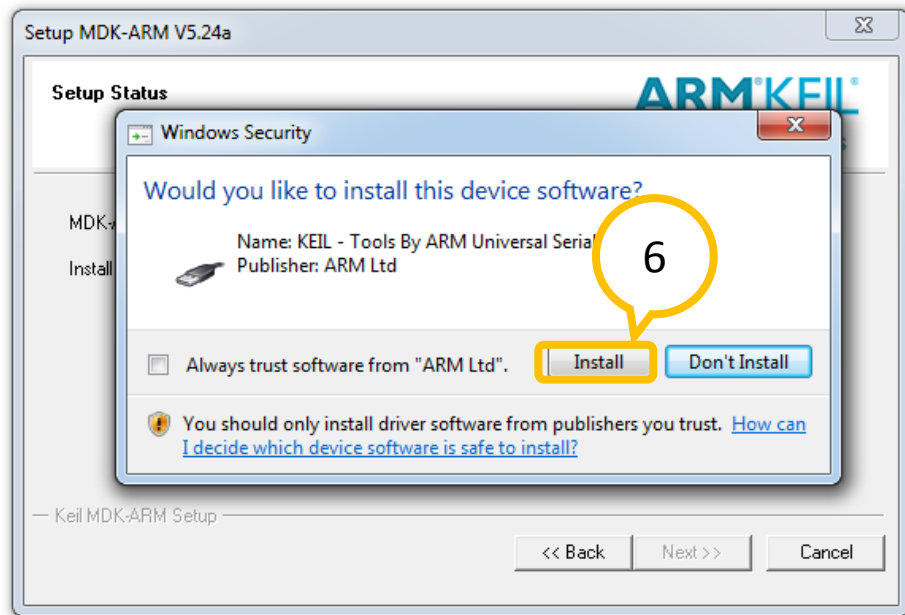 Setup MDK-ARM V5.24a
Setup Status
ARM KEIL
Windows Security
Would you like to install this device software?
MDK-
Name: KEIL - Tools By ARM Universal Serial
Publisher: ARM Ltd
Install
6
Always trust software from "ARM Ltd".
Install
Don't Install
You should only install driver software from publishers you trust. How can
I decide which device software is safe to install?
Keil MDK-ARM Setup
<< Back
Next >>
Cancel